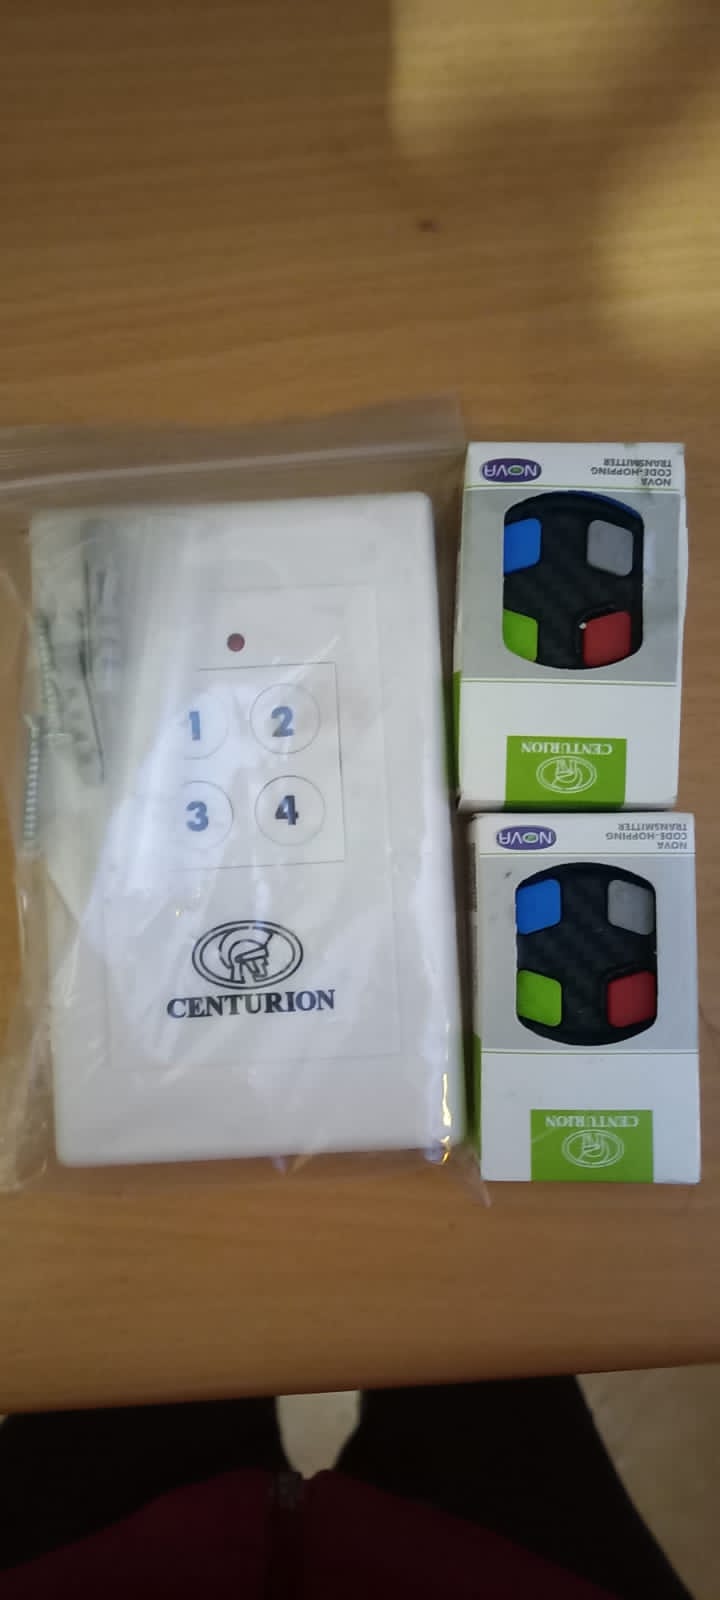 1 2
3 4
CENTURION
NOVA
NOVA
CODE-HOPPING
TRANSMITTER
CENTURION
NOVA
NOVA
CODE-HOPPING
TRANSMITTER
CENTURION